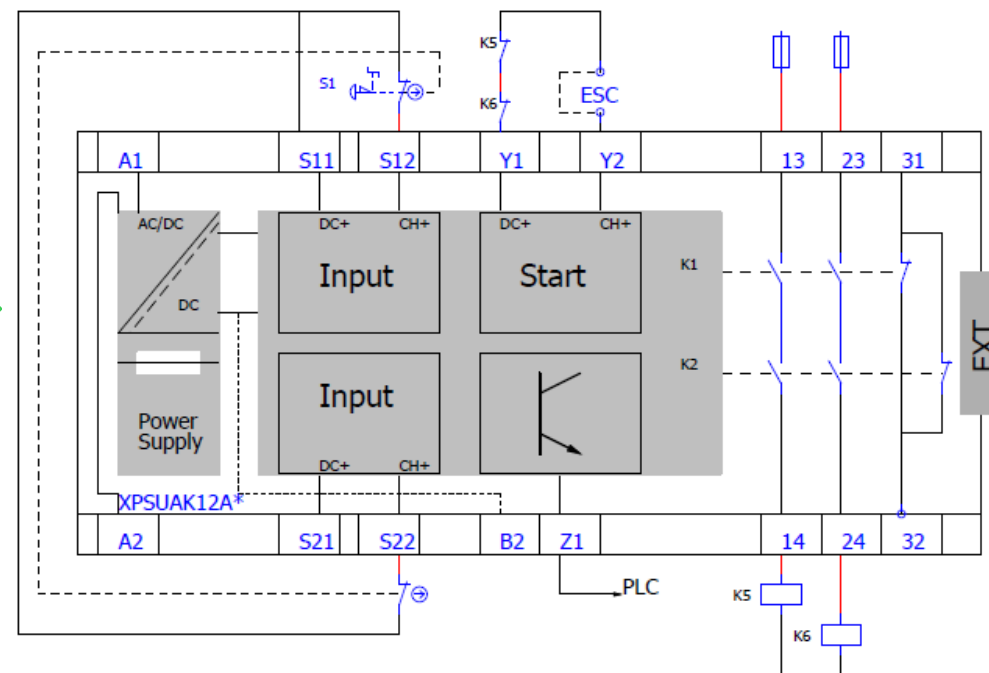 K5
S1
K6
ESC
A1 S11 S12 Y1 Y2 13 23 31
AC/DC DC+ CH+ DC+ CH+
Input Start K1
DC
EXT
K2
Input
Power
Supply
DC+ CH+
XPSUAK12A*
A2 S21 S22 B2 Z1 14 24 32
PLC
K5
K6